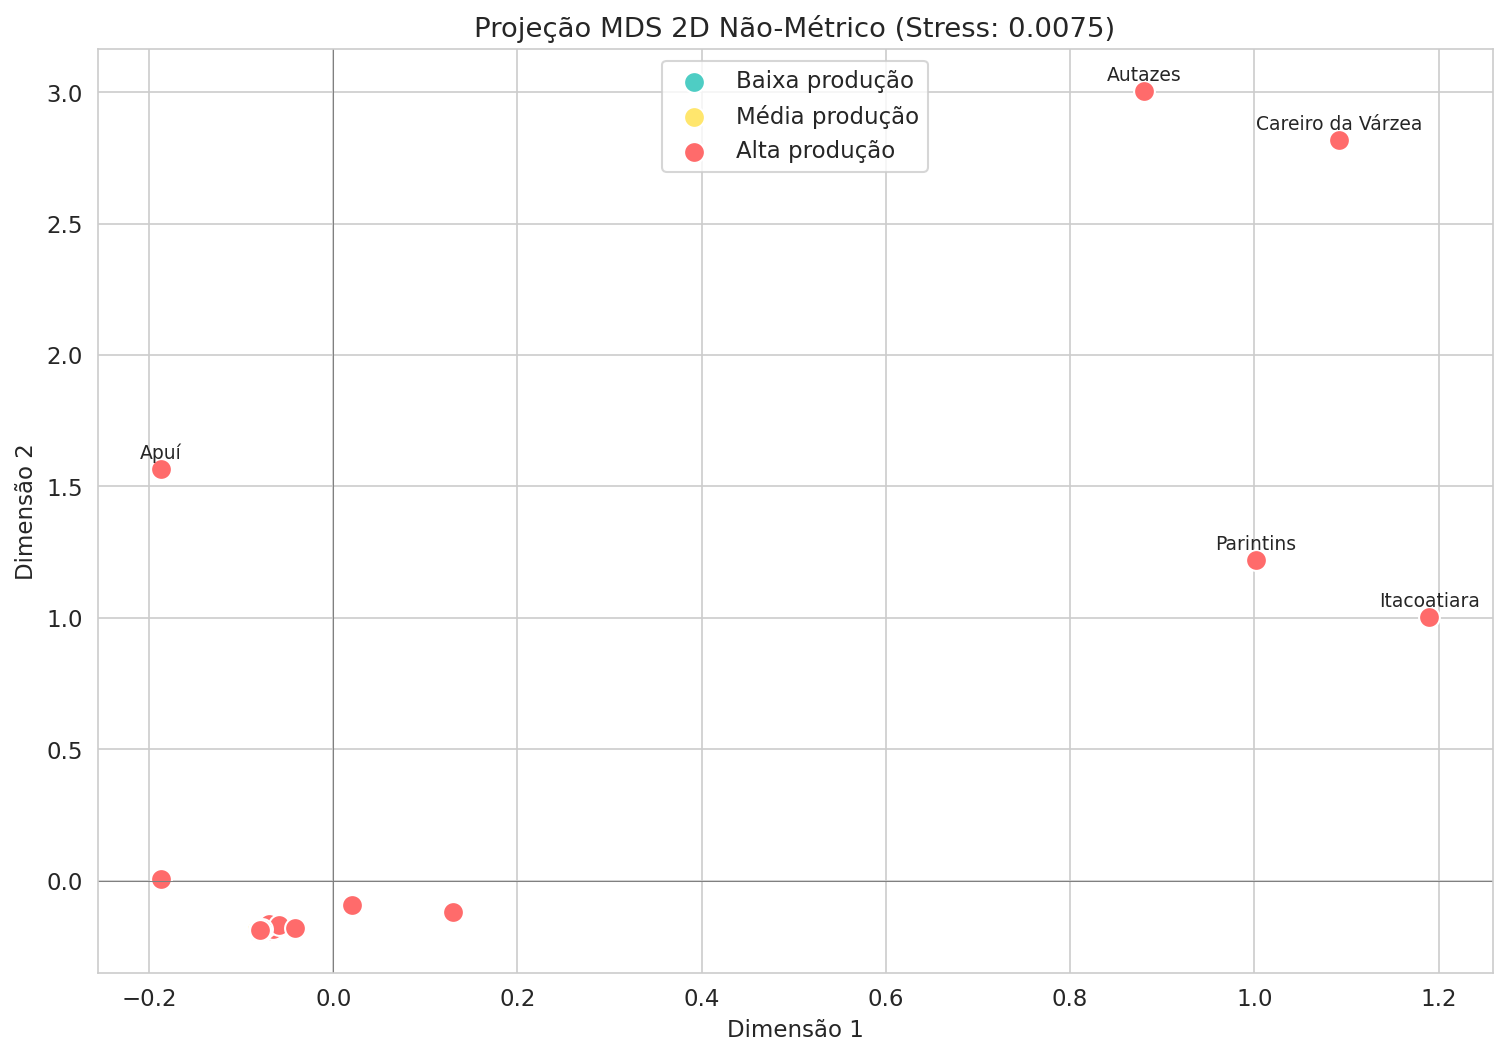 Projeção MDS 2D Não-Métrico (Stress: 0.0075)
Baixa produção
Média produção
Alta produção
Autazes
Careiro da Várzea
Apuí
Parintins
Itacoatiara
Dimensão 2
3.0
2.5
2.0
1.5
1.0
0.5
0.0
−0.2
0.0
0.2
0.4
0.6
0.8
1.0
1.2
Dimensão 1